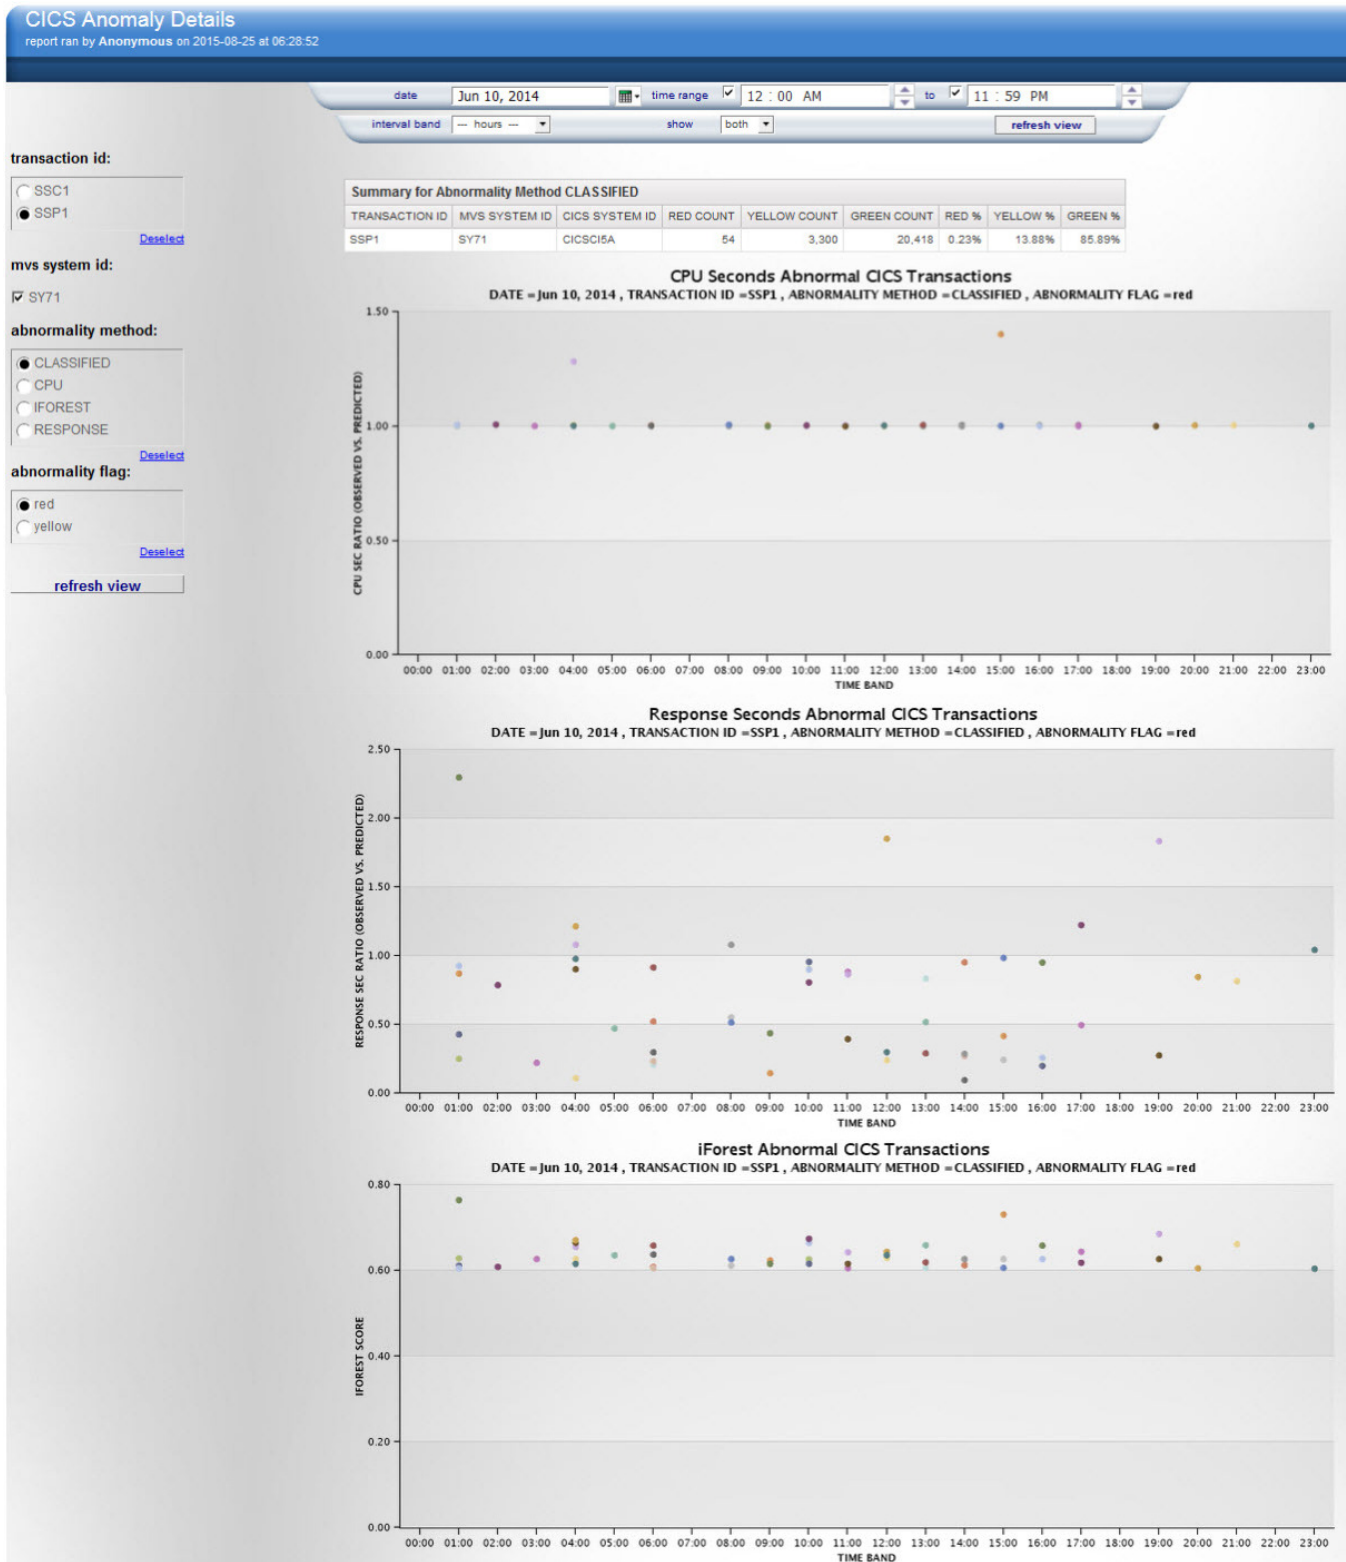 CICS Anomaly Details
report ran by Anonymous on 2015-08-25 at 06:28:52
date Jun 10, 2014 time range 12 : 00 AM to 11 : 59 PM
interval band --- hours --- show both refresh view
transaction id:
SSC1
SSP1
Deselect
mvs system id:
SY71
abnormality method:
CLASSIFIED
CPU
IFOREST
RESPONSE
Deselect
abnormality flag:
red
yellow
Deselect
refresh view
Summary for Abnormality Method CLASSIFIED
TRANSACTION ID MVS SYSTEM ID CICS SYSTEM ID RED COUNT YELLOW COUNT GREEN COUNT RED % YELLOW % GREEN %
SSP1 SY71 CICSCI5A 54 3,300 20,418 0.23% 13.88% 85.89%
CPU Seconds Abnormal CICS Transactions
DATE =Jun 10, 2014 , TRANSACTION ID =SSP1 , ABNORMALITY METHOD =CLASSIFIED , ABNORMALITY FLAG =red
CPU SEC RATIO (OBSERVED VS. PREDICTED)
1.50
1.00
0.50
0.00
00:00 01:00 02:00 03:00 04:00 05:00 06:00 07:00 08:00 09:00 10:00 11:00 12:00 13:00 14:00 15:00 16:00 17:00 18:00 19:00 20:00 21:00 22:00 23:00
TIME BAND
Response Seconds Abnormal CICS Transactions
DATE =Jun 10, 2014 , TRANSACTION ID =SSP1 , ABNORMALITY METHOD =CLASSIFIED , ABNORMALITY FLAG =red
RESPONSE SEC RATIO (OBSERVED VS. PREDICTED)
2.50
2.00
1.50
1.00
0.50
0.00
00:00 01:00 02:00 03:00 04:00 05:00 06:00 07:00 08:00 09:00 10:00 11:00 12:00 13:00 14:00 15:00 16:00 17:00 18:00 19:00 20:00 21:00 22:00 23:00
TIME BAND
iForest Abnormal CICS Transactions
DATE =Jun 10, 2014 , TRANSACTION ID =SSP1 , ABNORMALITY METHOD =CLASSIFIED , ABNORMALITY FLAG =red
IFOREST SCORE
0.80
0.60
0.40
0.20
0.00
00:00 01:00 02:00 03:00 04:00 05:00 06:00 07:00 08:00 09:00 10:00 11:00 12:00 13:00 14:00 15:00 16:00 17:00 18:00 19:00 20:00 21:00 22:00 23:00
TIME BAND